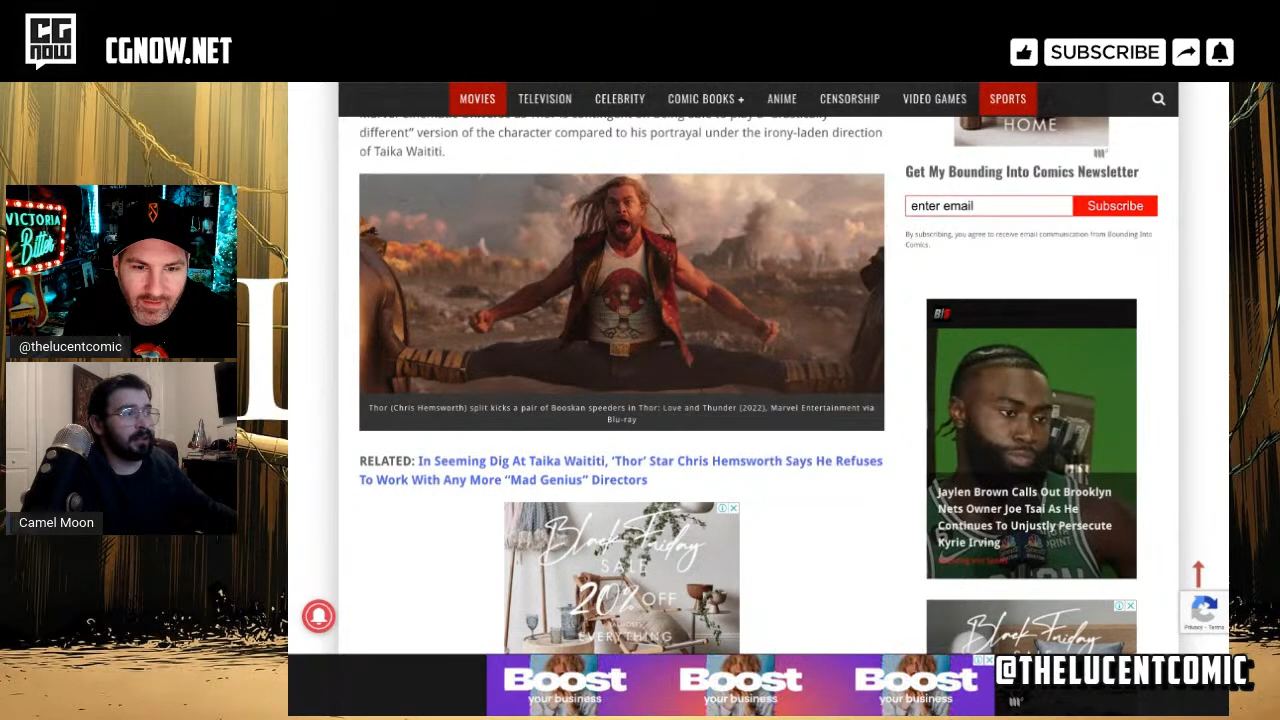 CG
NOW
CGNOW.NET
SUBSCRIBE
MOVIES
TELEVISION
CELEBRITY
COMIC BOOKS +
ANIME
CENSORSHIP
VIDEO GAMES
SPORTS
different” version of the character compared to his portrayal under the irony-laden direction
of Taika Waititi.
HOME
Get My Bounding Into Comics Newsletter
enter email
Subscribe
By subscribing, you agree to receive email communication from Bounding Into
Comics.
VICTORIA
Bitter
@thelucentcomic
Camel Moon
Thor (Chris Hemsworth) split kicks a pair of Booskan speeders in Thor: Love and Thunder (2022), Marvel Entertainment via
Blu-ray
RELATED: In Seeming Dig At Taika Waititi, ‘Thor’ Star Chris Hemsworth Says He Refuses
To Work With Any More “Mad Genius” Directors
Black Friday
SALE
20% OFF
EVERYTHING
Jaylen Brown Calls Out Brooklyn
Nets Owner Joe Tsai As He
Continues To Unjustly Persecute
Kyrie Irving
Black Friday
Privacy - Terms
Boost
your business
Boost
your business
Boost
your business
@THELUCENTCOMIC